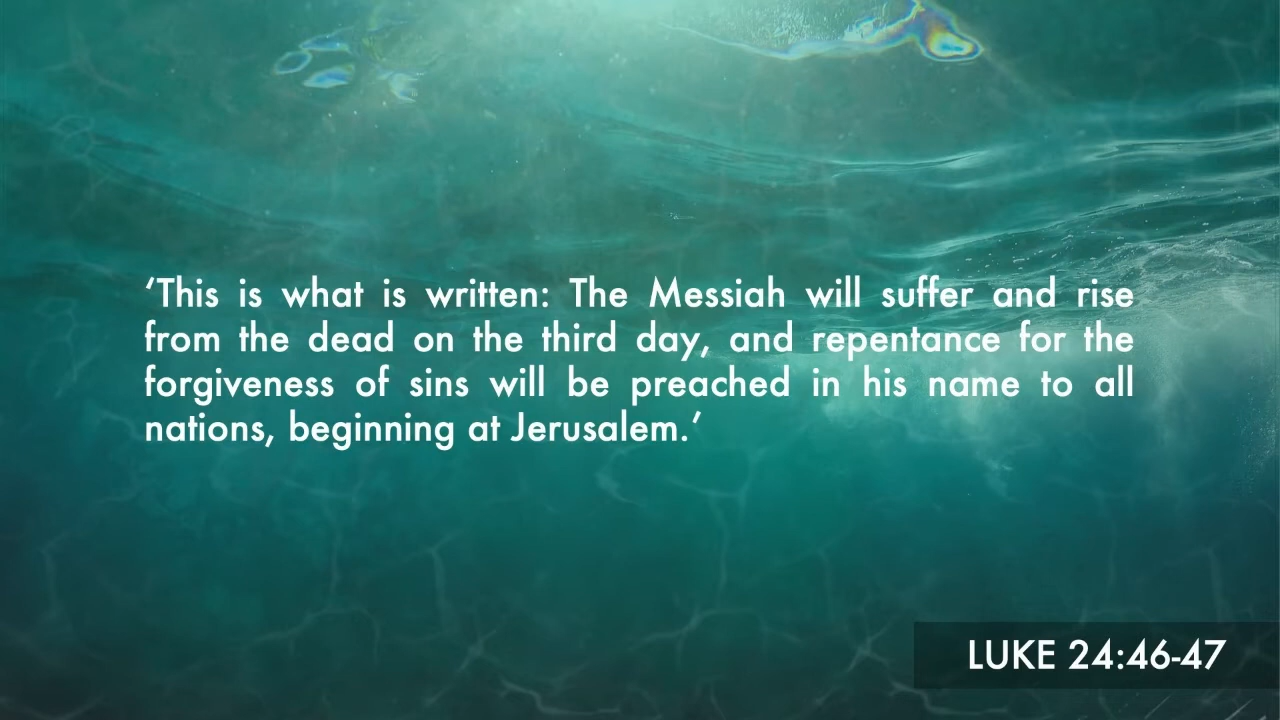 ‘This is what is written: The Messiah will suffer and rise
from the dead on the third day, and repentance for the
forgiveness of sins will be preached in his name to all
nations, beginning at Jerusalem.’
LUKE 24:46-47